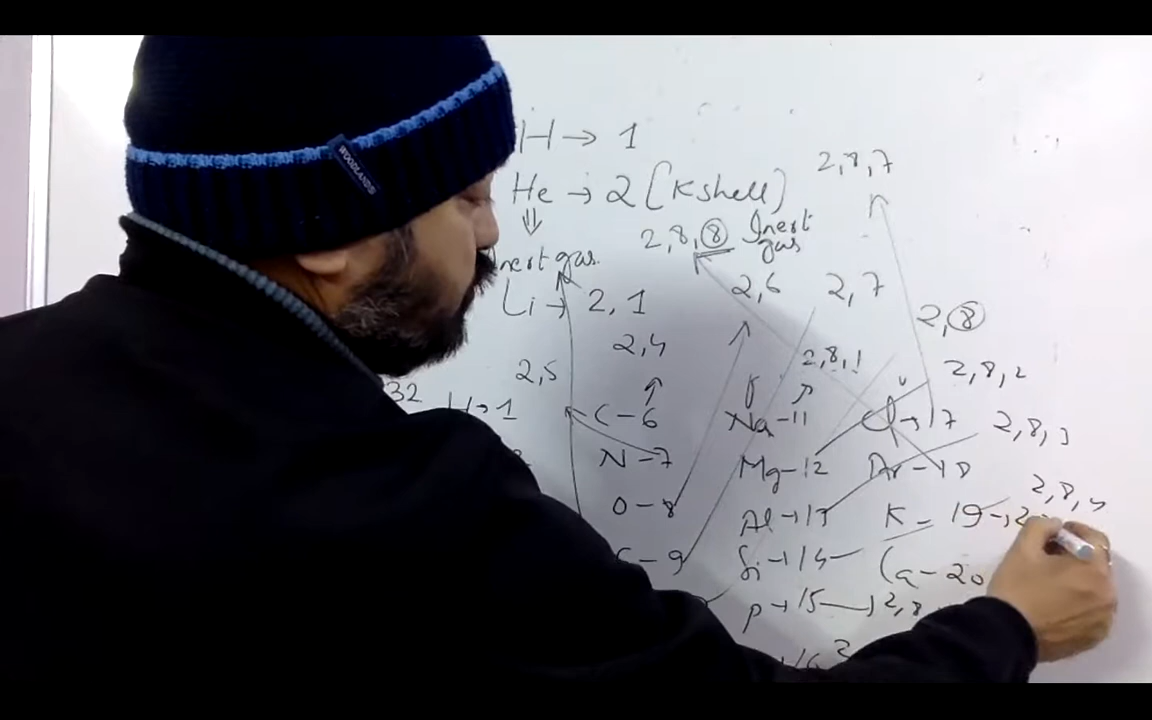 H → 1
2,8,7
He → 2 [K shell)
2,8,8 Inert gas
Inert gas.
2,6
2,7
Li → 2,1
2,8
2,4
2,8,1
2,8,2
2,5
32
H → 1
C - 6
Na - 11
Cl → 17
2,8,3
N - 7
Mg - 12
Ar - 18
2,8,4
O - 8
Al → 13
K - 19 → 2
- 9
Si → 14
Ca - 20
P → 15 → 2,8
WOODLANDS